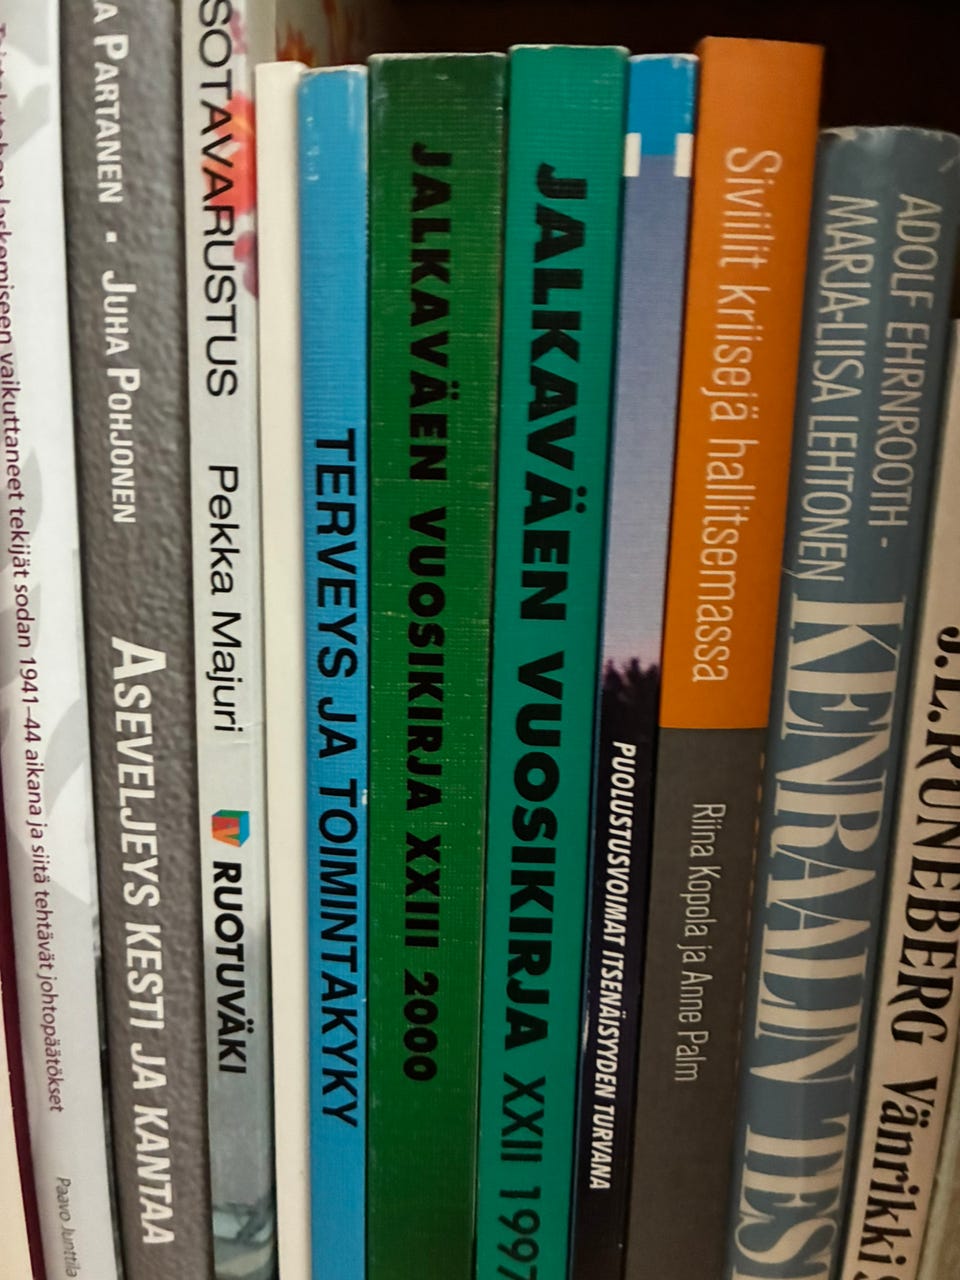 laskemiseen vaikuttaneet tekijät sodan 1941–44 aikana ja siitä tehtävät johtopäätökset
Paavo Junttila
A PARTANEN · JUHA POHJONEN
ASEVELJEYS KESTI JA KANTAA
SOTAVARUSTUS Pekka Majuri
RUOTUVÄKI
TERVEYS JA TOIMINTAKYKY
JALKAVÄEN VUOSIKIRJA XXIII 2000
JALKAVÄEN VUOSIKIRJA XXII 1997
PUOLUSTUSVOIMAT ITSENÄISYYDEN TURVANA
Siviilit kriisejä hallitsemassa
Riina Kopola ja Anne Palm
ADOLF EHRNROOTH -
MARJA-LIISA LEHTONEN
KENRAALIN TES
J.L. RUNEBERG Vänrikki